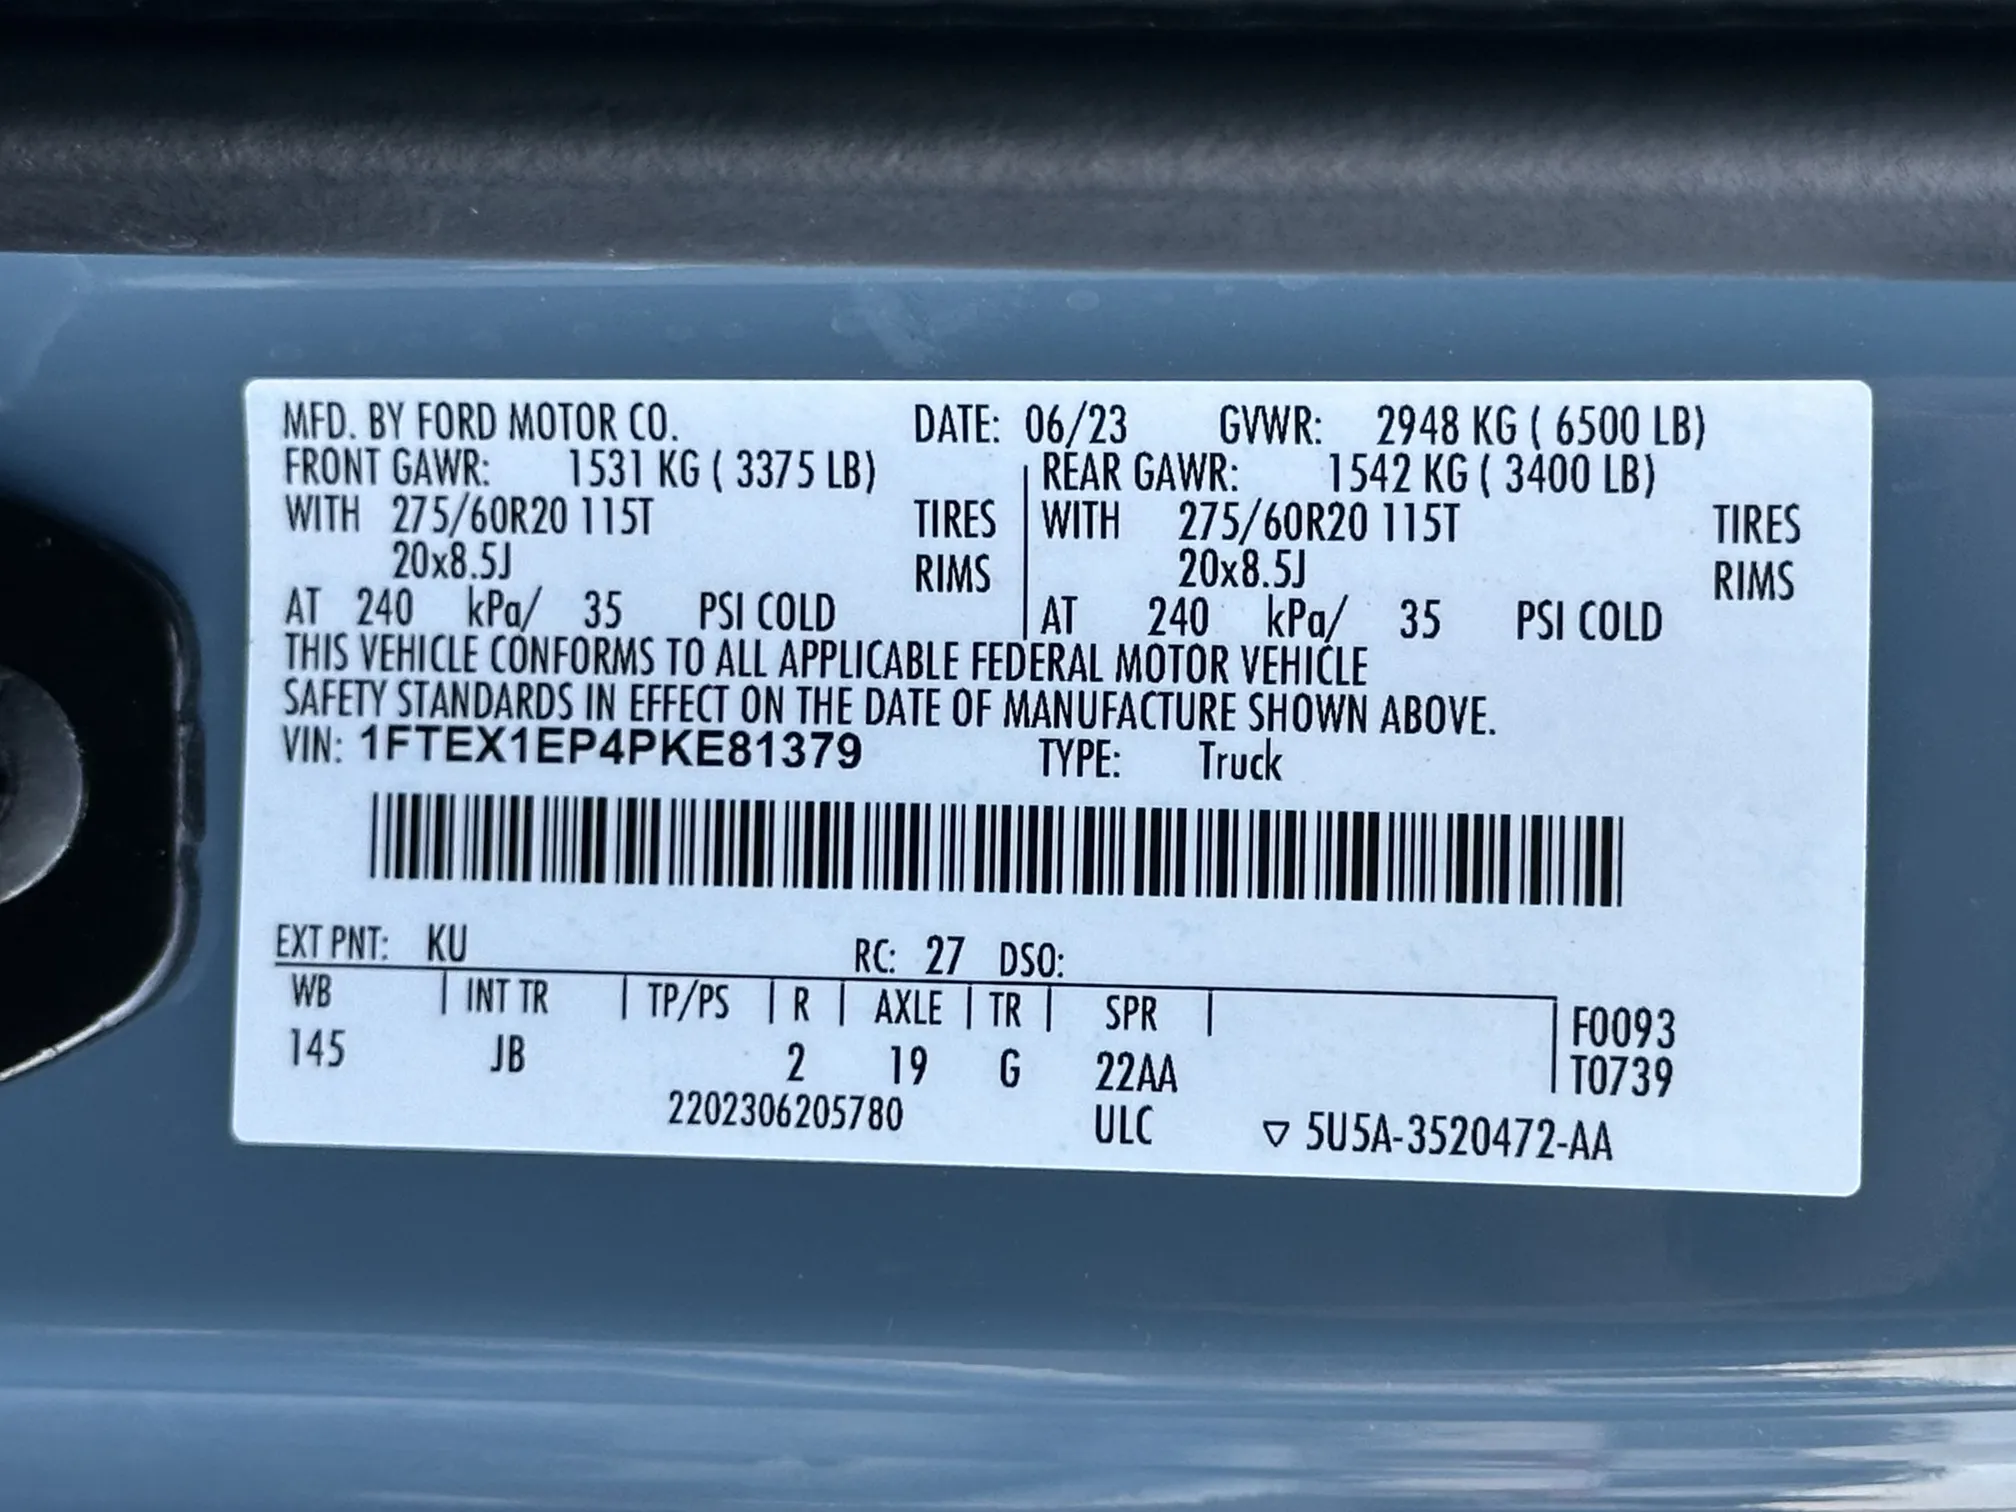 MFD. BY FORD MOTOR CO. DATE: 06/23 GVWR: 2948 KG ( 6500 LB)
FRONT GAWR: 1531 KG ( 3375 LB) REAR GAWR: 1542 KG ( 3400 LB)
WITH 275/60R20 115T TIRES WITH 275/60R20 115T TIRES
20x8.5J RIMS 20x8.5J RIMS
AT 240 kPa/ 35 PSI COLD AT 240 kPa/ 35 PSI COLD
THIS VEHICLE CONFORMS TO ALL APPLICABLE FEDERAL MOTOR VEHICLE
SAFETY STANDARDS IN EFFECT ON THE DATE OF MANUFACTURE SHOWN ABOVE.
VIN: 1FTEX1EP4PKE81379 TYPE: Truck
EXT PNT: KU RC: 27 DSO:
WB INT TR TP/PS R AXLE TR SPR F0093
145 JB 2 19 G 22AA T0739
2202306205780 ULC ▽ 5U5A-3520472-AA